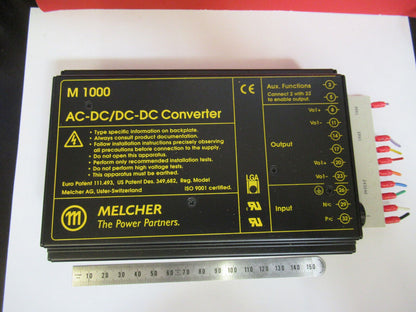 M 1000
AC-DC/DC-DC Converter
• Type specific information on backplate.
• Always consult product documentation.
• Follow installation instructions precisely observing
all precautions before connection to the supply.
• Do not open this apparatus.
• Perform only recommended installation tests.
• Do not perform high voltage tests.
• This apparatus must be earthed.
Euro Patent 111.493, US Patent Des. 349,682, Reg. Model
Melcher AG, Uster-Switzerland
ISO 9001 certified.
m MELCHER
The Power Partners.
CE
LGA
Aux. Functions
Connect 2 with 22
to enable output.
2
5
Vo1+ 8
Vo1- 11
14
Output
17
Vo1+ 20
Vo1- 23
26
Input
N~ 29
P~ 32
10 20 30 40 50 60 70 80 90 100 110 120 130 140 150